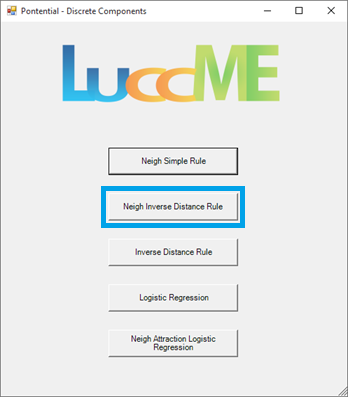 Pontential - Discrete Components
LuccME
Neigh Simple Rule
Neigh Inverse Distance Rule
Inverse Distance Rule
Logistic Regression
Neigh Attraction Logistic
Regression